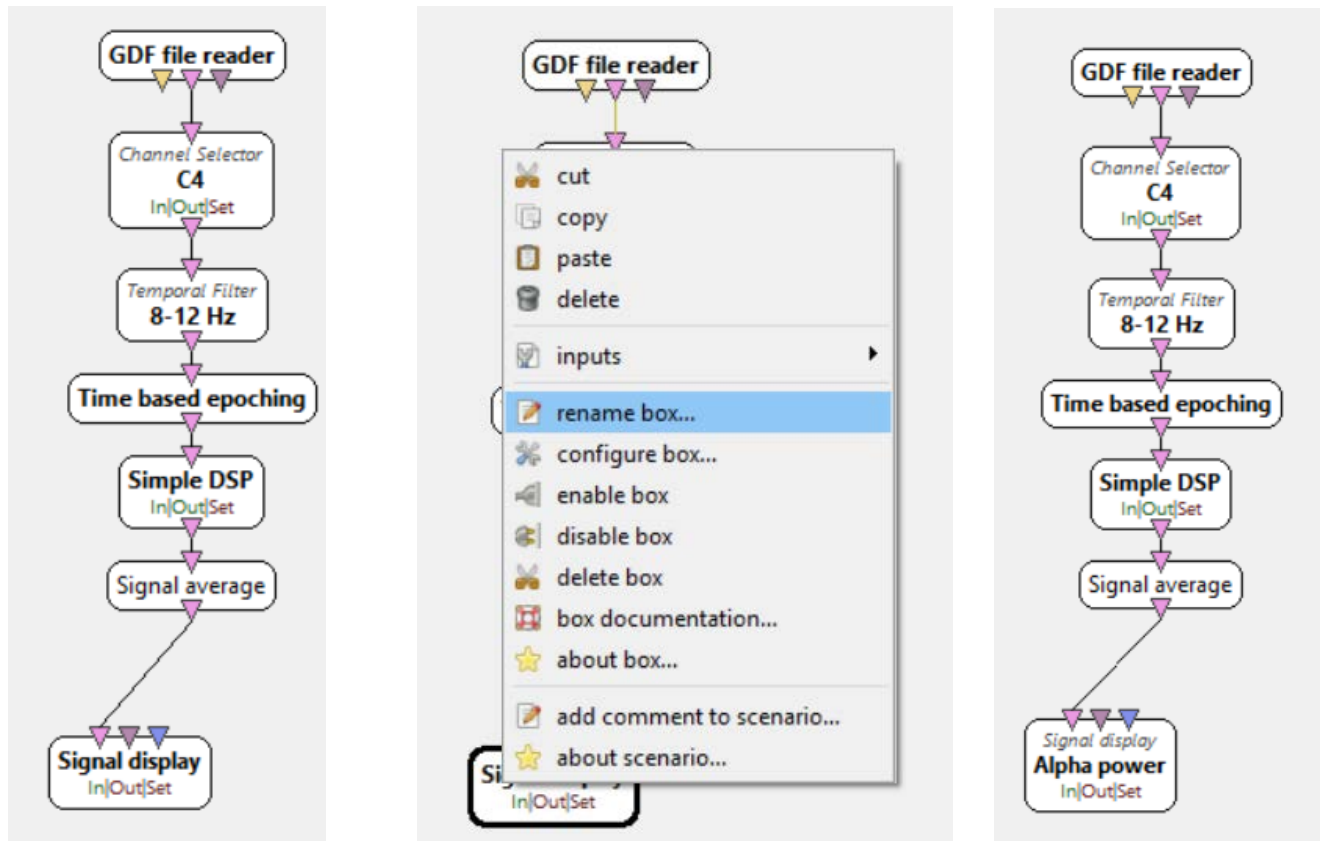 GDF file reader
Channel Selector
C4
In|Out|Set
Temporal Filter
8-12 Hz
Time based epoching
Simple DSP
In|Out|Set
Signal average
Signal display
In|Out|Set
GDF file reader
cut
copy
paste
delete
inputs
rename box...
configure box...
enable box
disable box
delete box
box documentation...
about box...
add comment to scenario...
about scenario...
In|Out|Set
GDF file reader
Channel Selector
C4
In|Out|Set
Temporal Filter
8-12 Hz
Time based epoching
Simple DSP
In|Out|Set
Signal average
Signal display
Alpha power
In|Out|Set